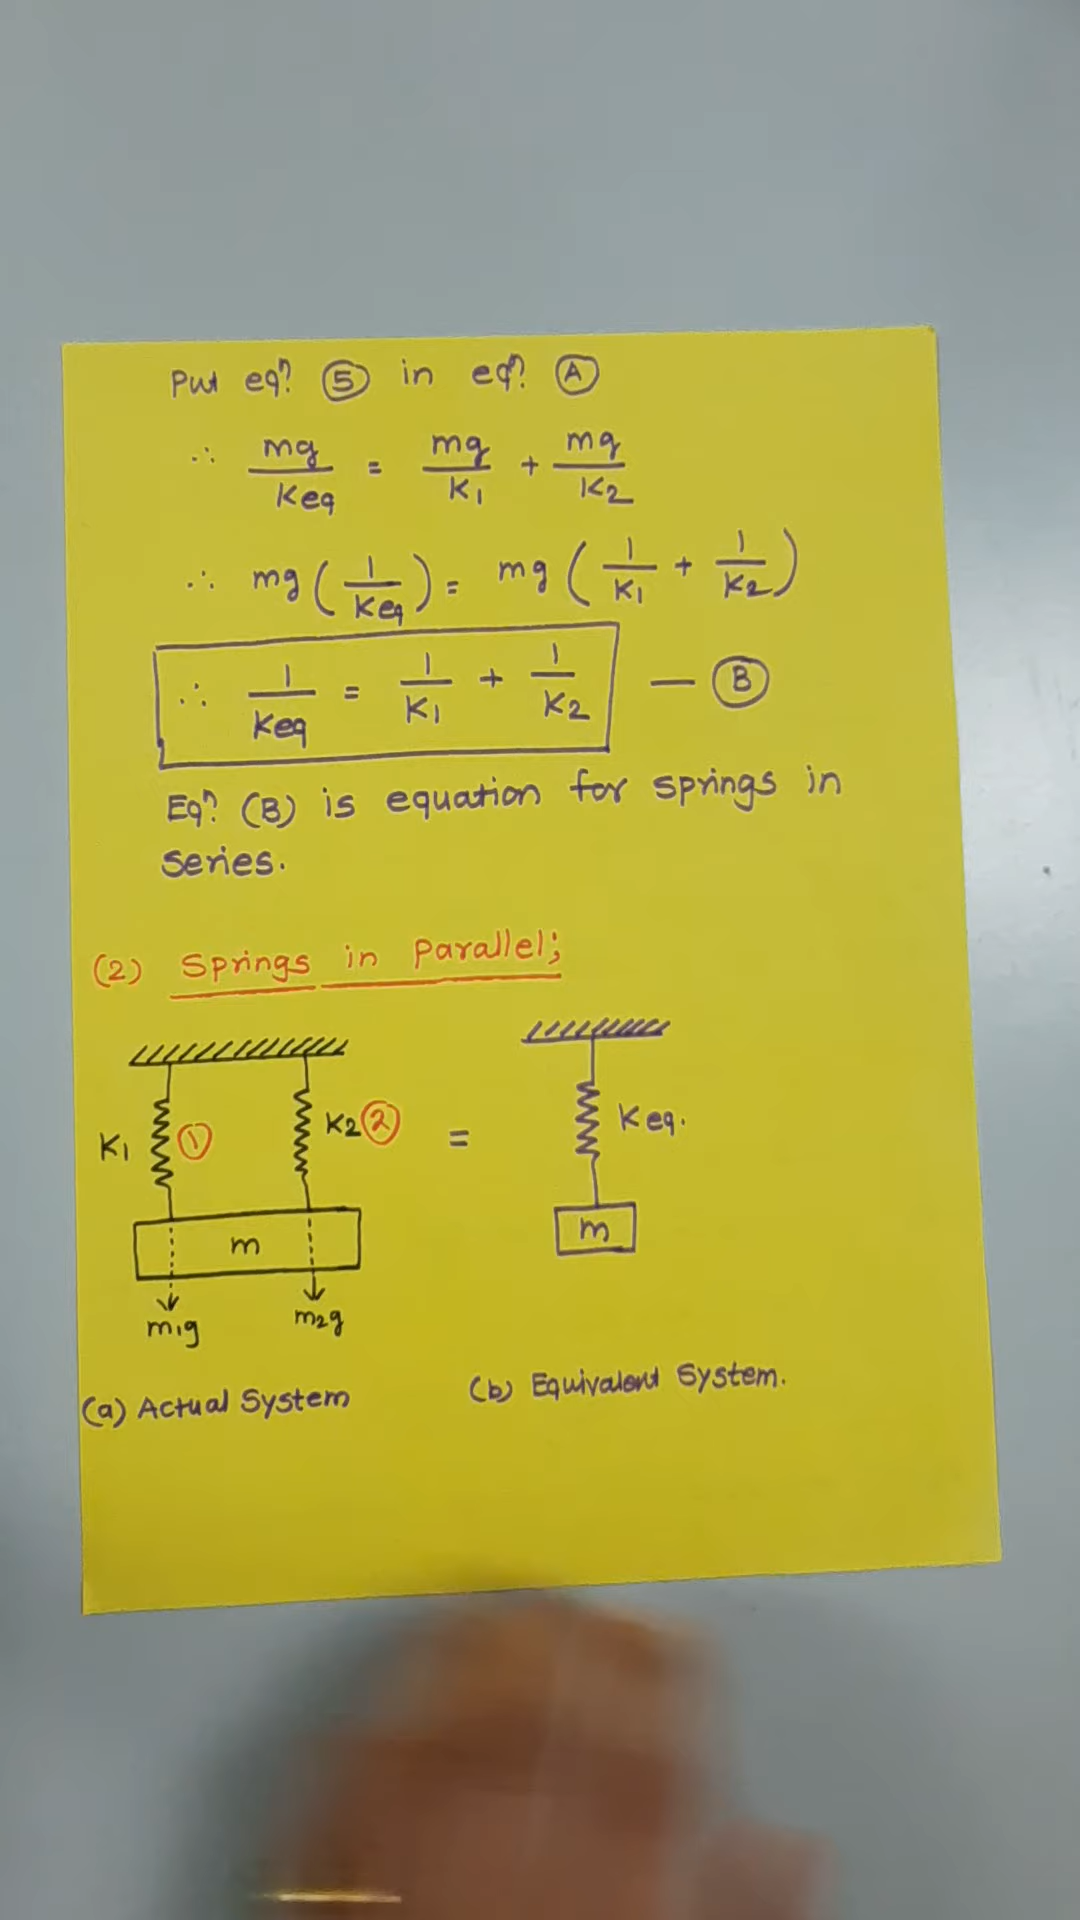 Put eqⁿ. ⑤ in eqⁿ. Ⓐ
∴ mg/Keq = mg/K₁ + mg/K₂
∴ mg (1/Keq) = mg (1/K₁ + 1/K₂)
∴ 1/Keq = 1/K₁ + 1/K₂ — Ⓑ
Eqⁿ. (B) is equation for springs in
series.
(2) Springs in parallel;
K₁ ① K₂ ② = Keq.
m m
m₁g m₂g
(a) Actual System (b) Equivalent System.